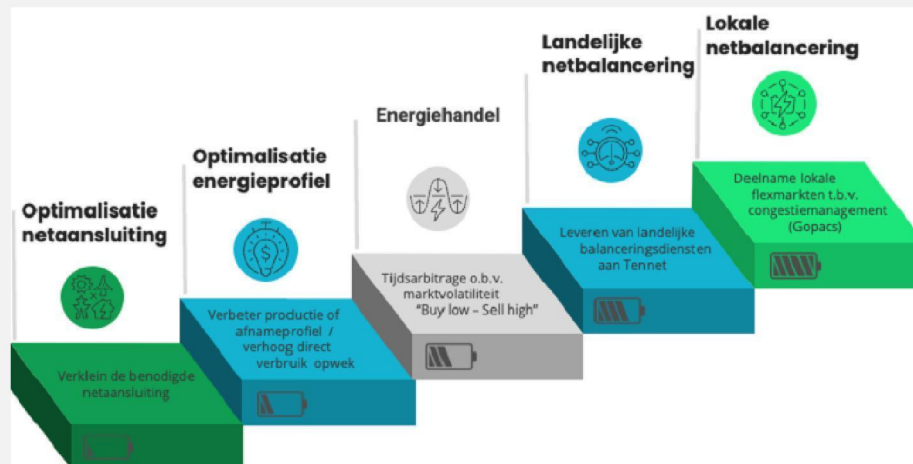 Optimalisatie
netaansluiting
Verklein de benodigde
netaansluiting
Optimalisatie
energieprofiel
Verbeter productie of
afnameprofiel /
verhoog direct
verbruik opwek
Energiehandel
Tijdsarbitrage o.b.v.
marktvolatiliteit
"Buy low – Sell high"
Landelijke
netbalancering
Leveren van landelijke
balanceringsdiensten
aan Tennet
Lokale
netbalancering
Deelname lokale
flexmarkten t.b.v.
congestiemanagement
(Gopacs)